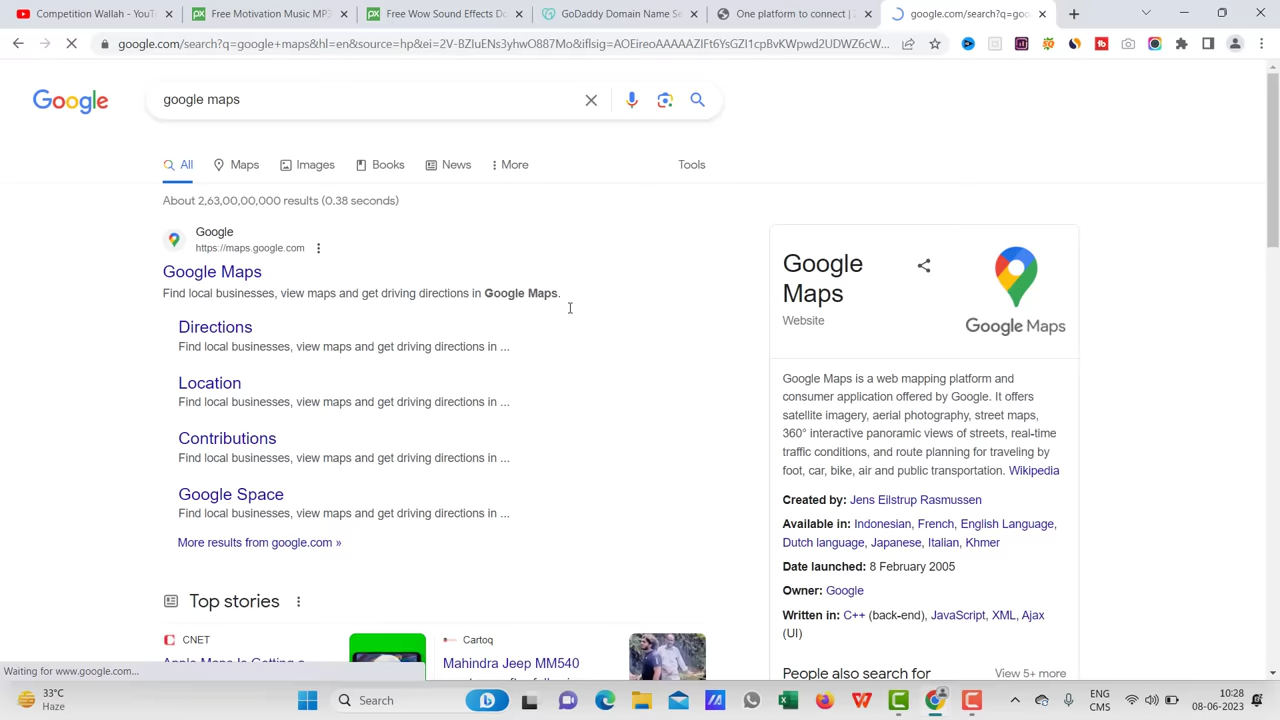 Competition Wallah - YouT
Free Motivation Music MP3
Free Wow Sound Effects Do
GoDaddy Domain Name Se
One platform to connect |
google.com/search?q=goo
google.com/search?q=google+maps&hl=en&source=hp&ei=2V-BZIuENs3yhwO887Mo&iflsig=AOEireoAAAAAZIFt6YsGZI1cpBvKWpwd2UDWZ6cW...
Google
google maps
All
Maps
Images
Books
News
More
Tools
About 2,63,00,00,000 results (0.38 seconds)
Google
https://maps.google.com
Google Maps
Find local businesses, view maps and get driving directions in Google Maps.
Directions
Find local businesses, view maps and get driving directions in ...
Location
Find local businesses, view maps and get driving directions in ...
Contributions
Find local businesses, view maps and get driving directions in ...
Google Space
Find local businesses, view maps and get driving directions in ...
More results from google.com »
Top stories
CNET
Cartoq
Mahindra Jeep MM540
Google
Maps
Website
Google Maps
Google Maps is a web mapping platform and
consumer application offered by Google. It offers
satellite imagery, aerial photography, street maps,
360° interactive panoramic views of streets, real-time
traffic conditions, and route planning for traveling by
foot, car, bike, air and public transportation. Wikipedia
Created by: Jens Eilstrup Rasmussen
Available in: Indonesian, French, English Language,
Dutch language, Japanese, Italian, Khmer
Date launched: 8 February 2005
Owner: Google
Written in: C++ (back-end), JavaScript, XML, Ajax
(UI)
People also search for
View 5+ more
Waiting for www.google.com...
33°C
Haze
Search
ENG
CMS
10:28
08-06-2023